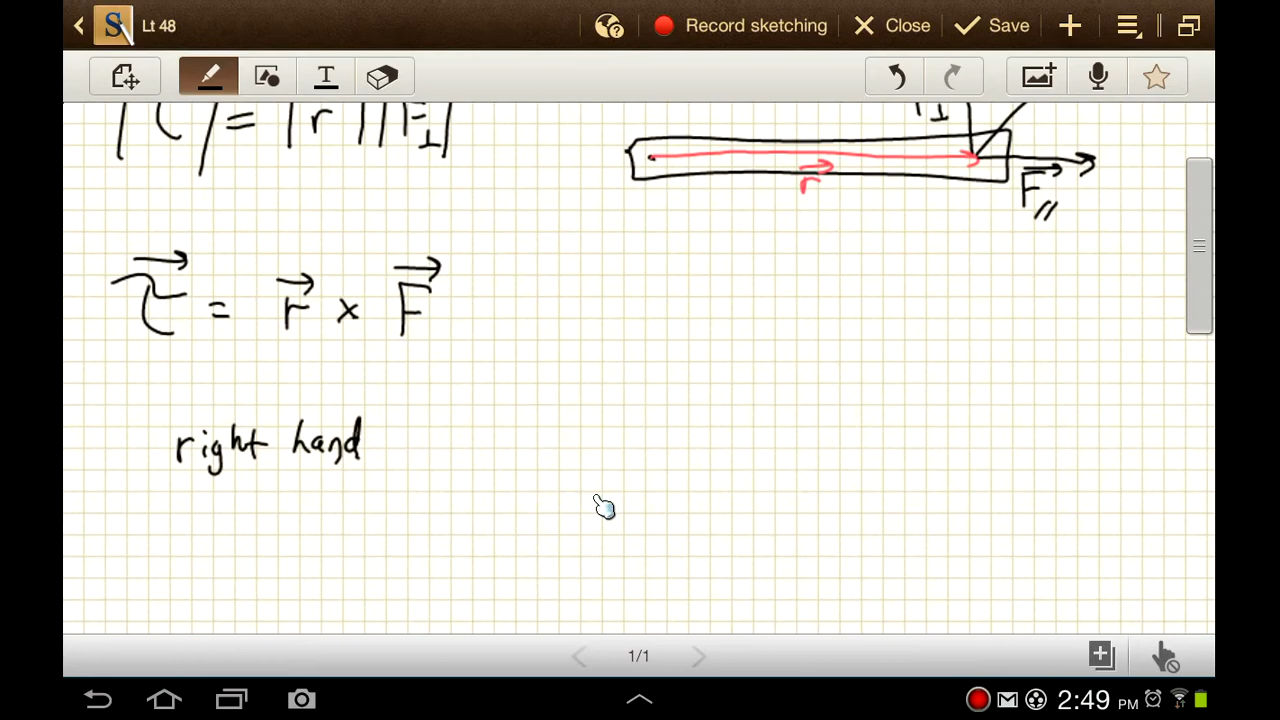 S Lt 48 Record sketching Close Save
T
|τ| = |r||F⊥| F⊥
r⃗ F⃗//
τ⃗ = r⃗ × F⃗
right hand
1/1
2:49 PM